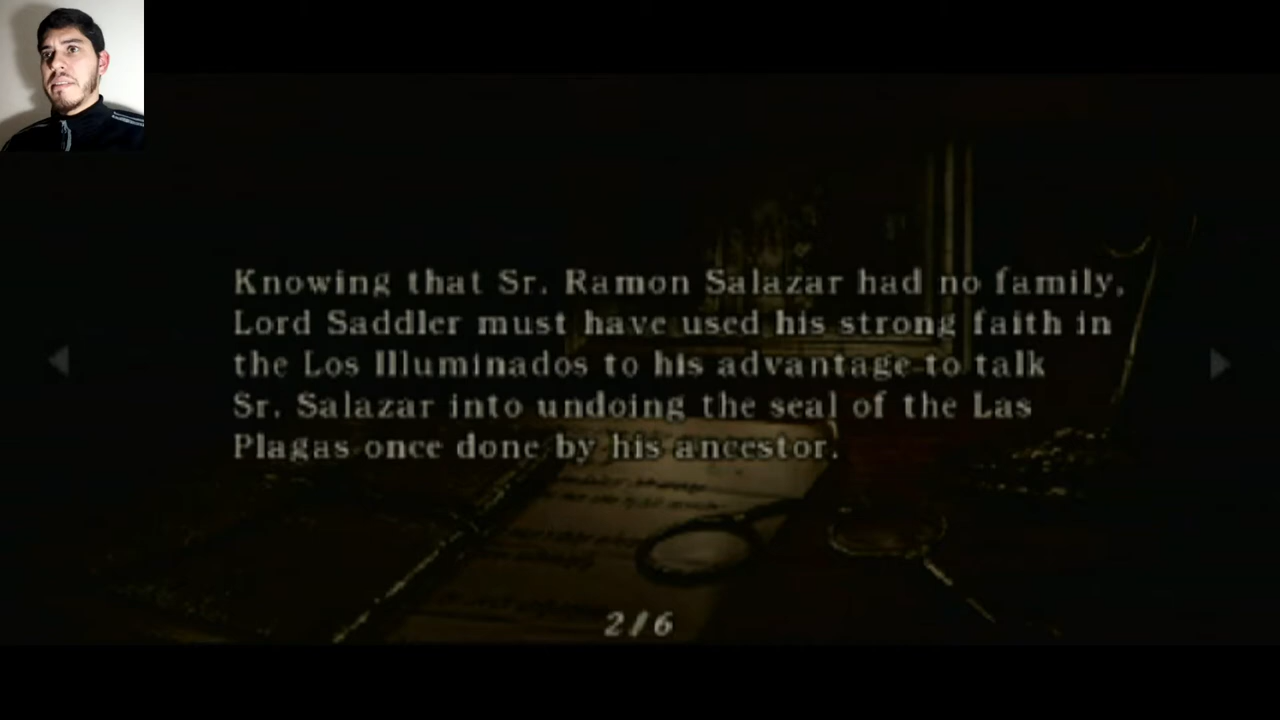 Knowing that Sr. Ramon Salazar had no family,
Lord Saddler must have used his strong faith in
the Los Illuminados to his advantage to talk
Sr. Salazar into undoing the seal of the Las
Plagas once done by his ancestor.
2/6